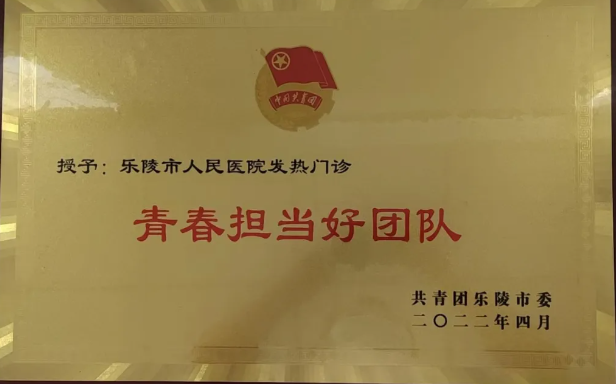 中国共青团
授予：乐陵市人民医院发热门诊
青春担当好团队
共青团乐陵市委
二〇二二年四月